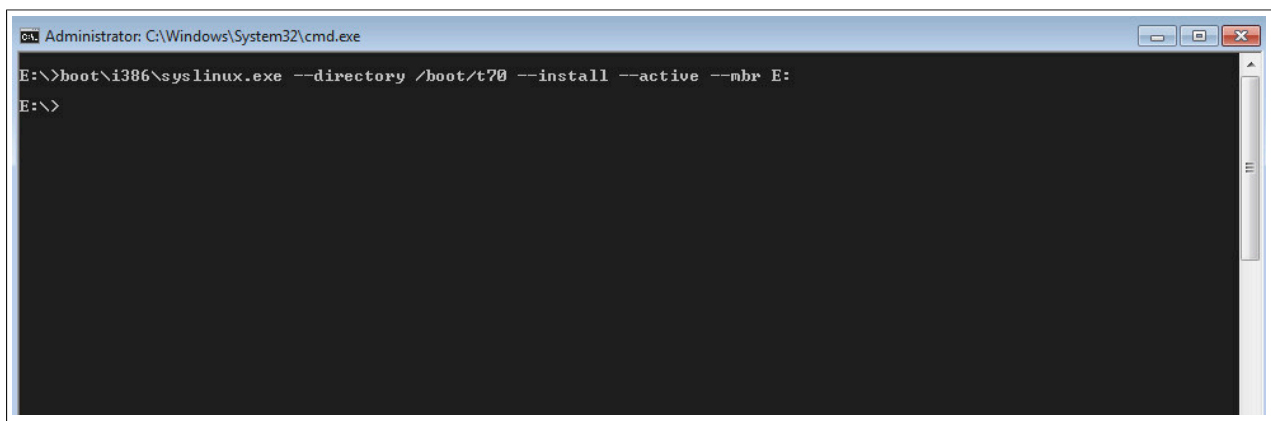 Administrator: C:\Windows\System32\cmd.exe
E:\>boot\i386\syslinux.exe --directory /boot/t70 --install --active --mbr E:
E:\>